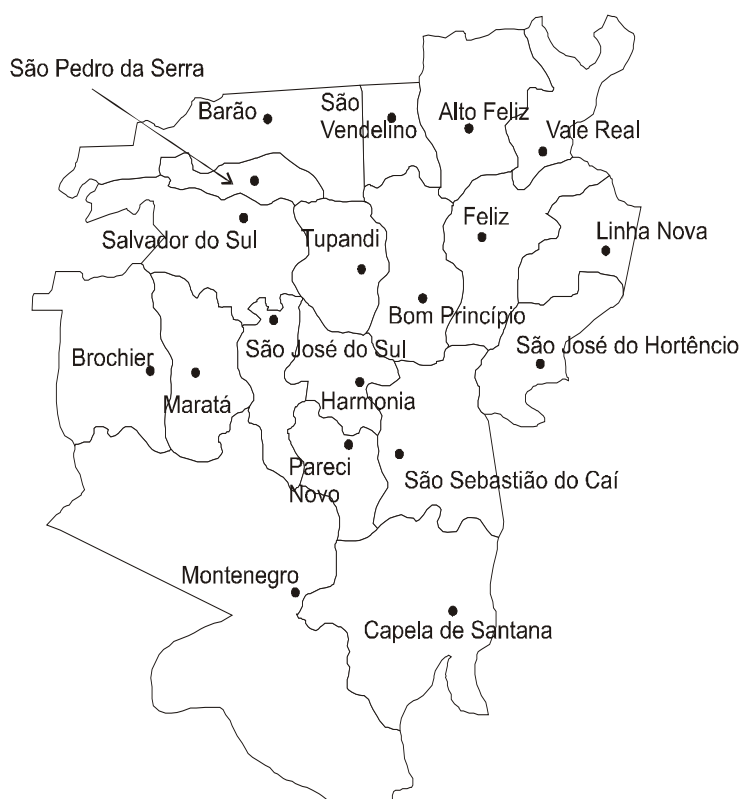 São Pedro da Serra
Barão
São
Vendelino
Alto Feliz
Vale Real
Salvador do Sul
Tupandi
Feliz
Linha Nova
Bom Princípio
São José do Sul
São José do Hortêncio
Brochier
Maratá
Harmonia
Pareci
Novo
São Sebastião do Caí
Montenegro
Capela de Santana